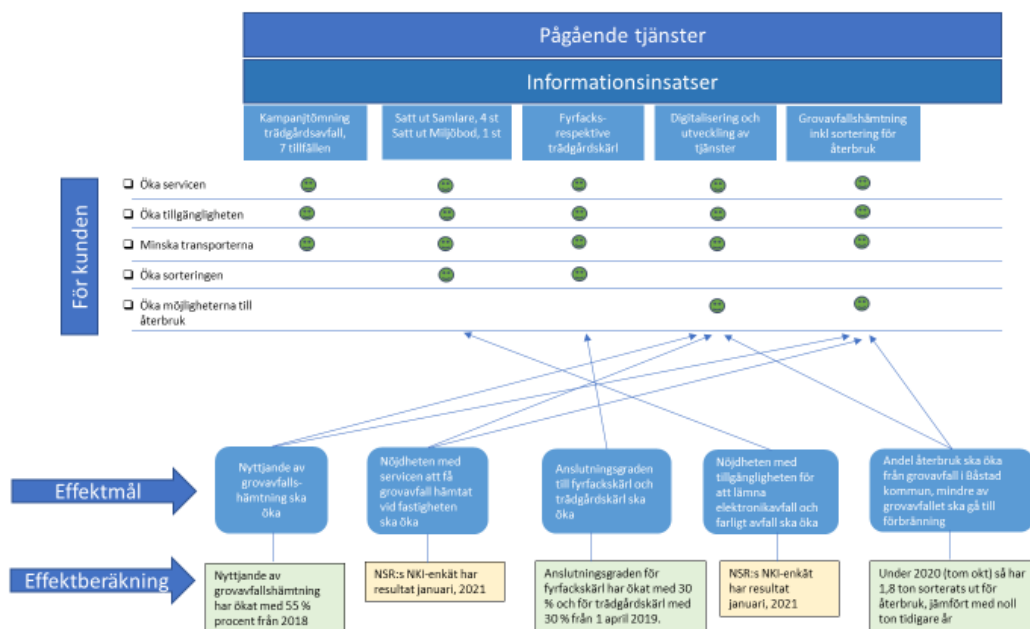 Pågående tjänster
Informationsinsatser
Kampanjtömning
trädgårdsavfall,
7 tillfällen
Satt ut Samlare, 4 st
Satt ut Miljöbod, 1 st
Fyrfacks-
respektive
trädgårdskärl
Digitalisering och
utveckling av
tjänster
Grovavfallshämtning
inkl sortering för
återbruk
För kunden
Öka servicen
Öka tillgängligheten
Minska transporterna
Öka sorteringen
Öka möjligheterna till
återbruk
Effektmål
Nyttjande av
grovavfalls-
hämtning ska
öka
Nöjdheten med
servicen att få
grovavfall hämtat
vid fastigheten
ska öka
Anslutningsgraden
till fyrfackskärl och
trädgårdskärl ska
öka
Nöjdheten med
tillgängligheten för
att lämna
elektronikavfall och
farligt avfall ska öka
Andel återbruk ska öka
från grovavfall i Båstad
kommun, mindre av
grovavfallet ska gå till
förbränning
Effektberäkning
Nyttjande av
grovavfallshämtning
har ökat med 55 %
procent från 2018
NSR:s NKI-enkät har
resultat januari, 2021
Anslutningsgraden för
fyrfackskärl har ökat med 30
% och för trädgårdskärl med
30 % från 1 april 2019.
NSR:s NKI-enkät
har resultat
januari, 2021
Under 2020 (tom okt) så har
1,8 ton sorterats ut för
återbruk, jämfört med noll
ton tidigare år